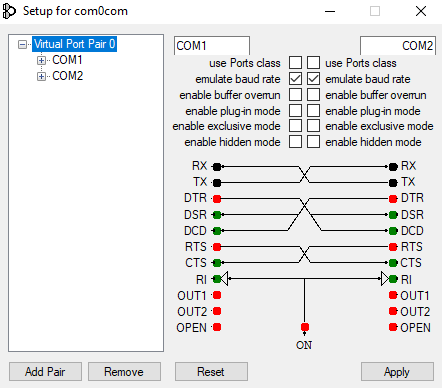 Setup for com0com
Virtual Port Pair 0
COM1
COM2
COM1 COM2
use Ports class use Ports class
emulate baud rate emulate baud rate
enable buffer overrun enable buffer overrun
enable plug-in mode enable plug-in mode
enable exclusive mode enable exclusive mode
enable hidden mode enable hidden mode
RX RX
TX TX
DTR DTR
DSR DSR
DCD DCD
RTS RTS
CTS CTS
RI RI
OUT1 OUT1
OUT2 OUT2
OPEN OPEN
ON
Add Pair Remove Reset Apply